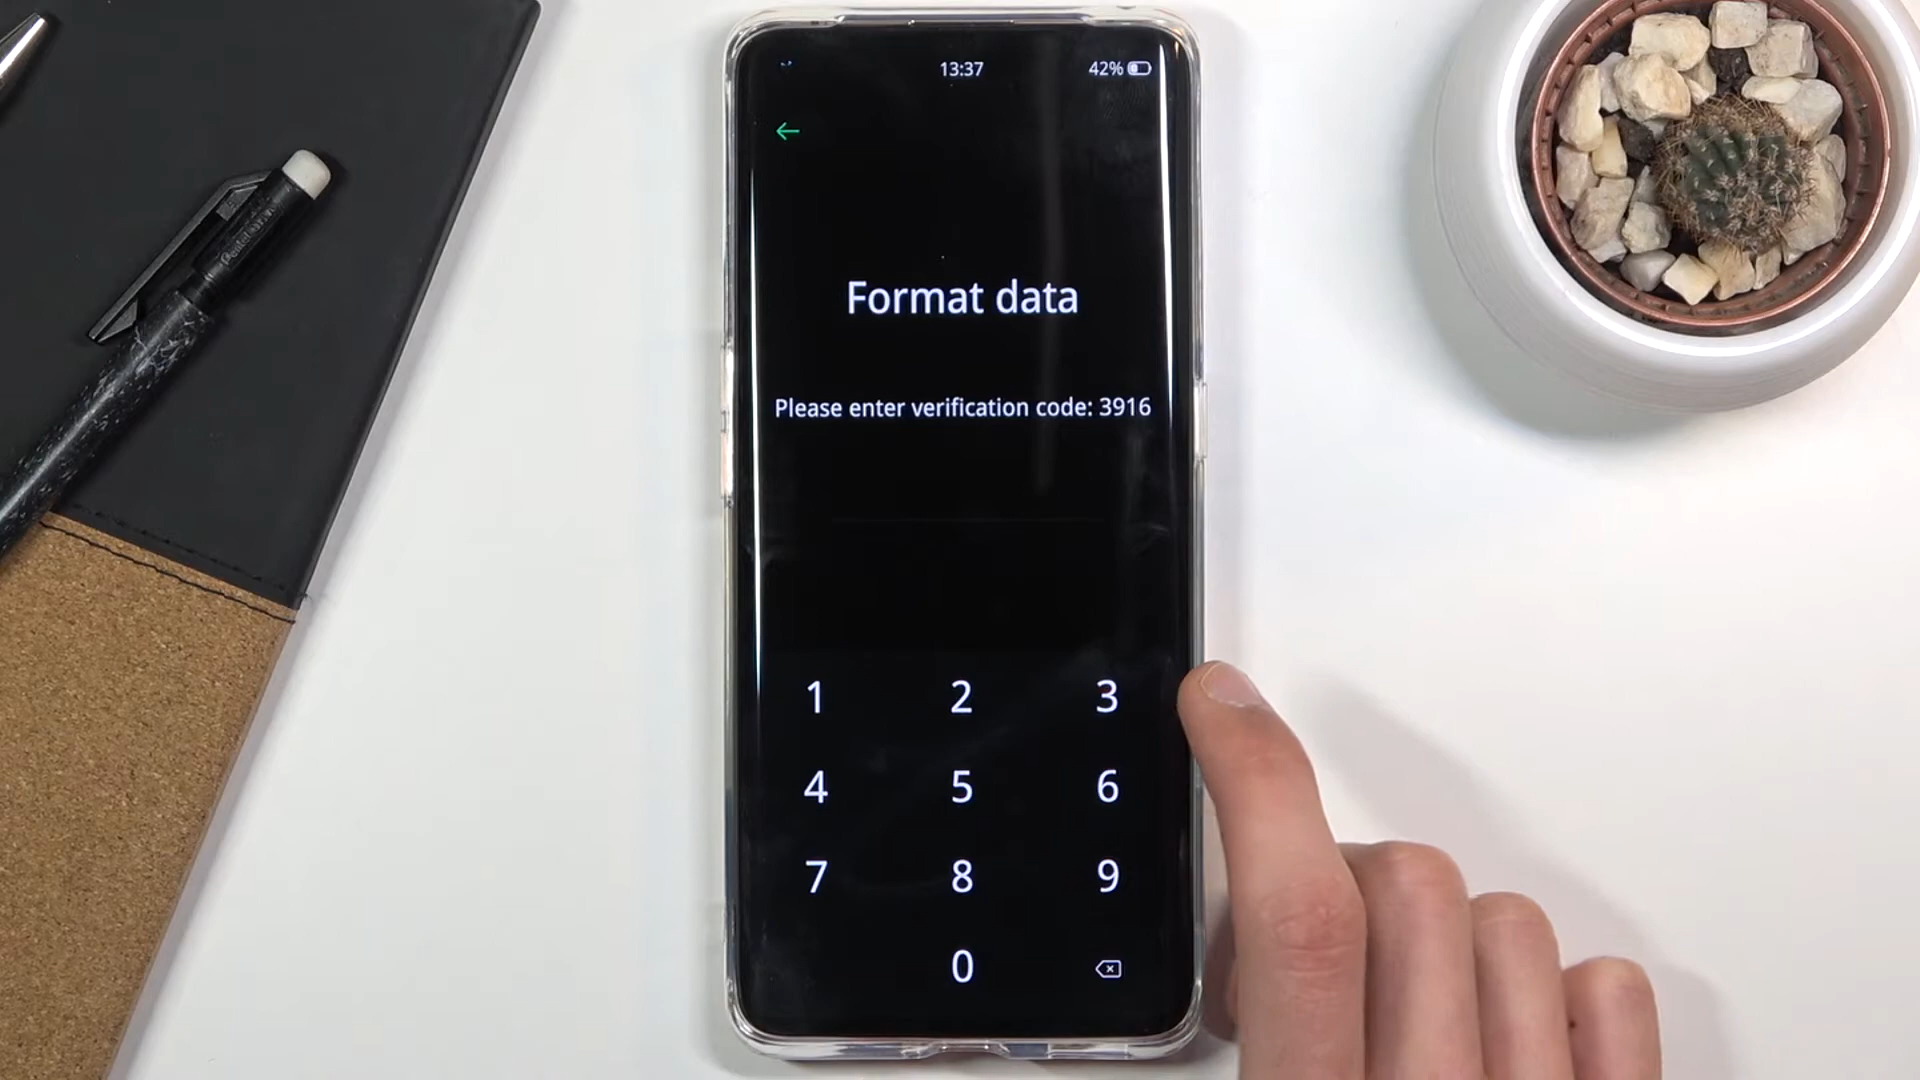 13:37
42%
Format data
Please enter verification code: 3916
1 2 3
4 5 6
7 8 9
0